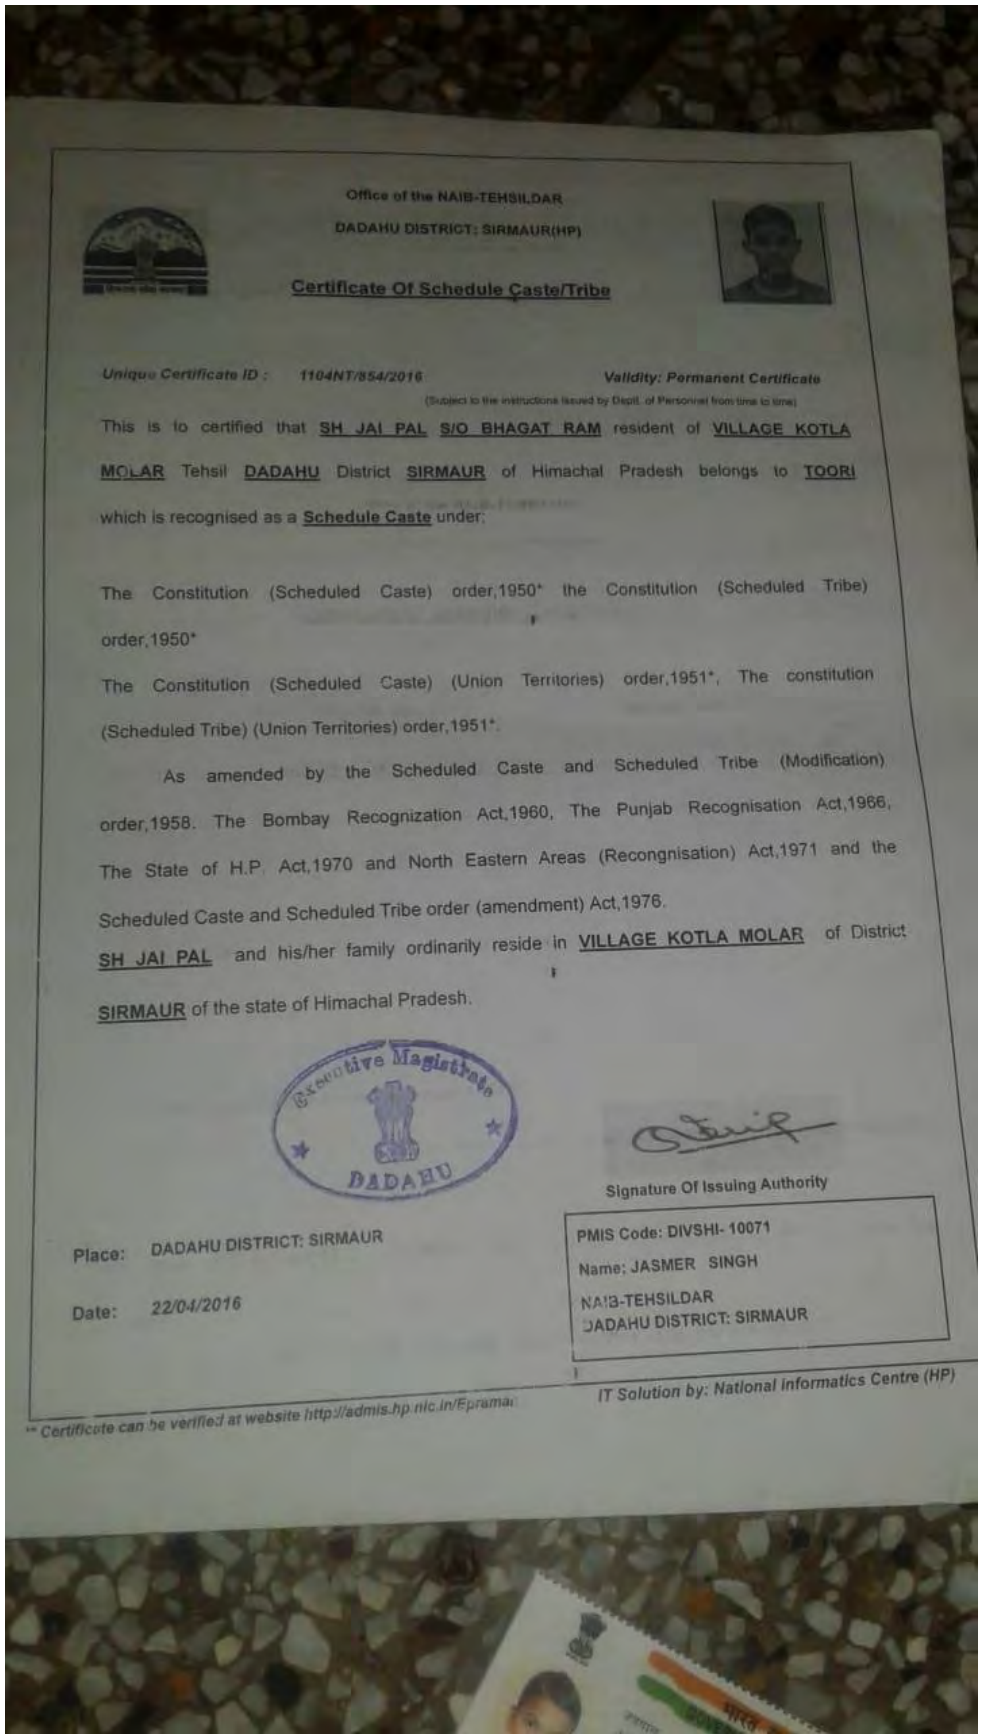 Office of the NAIB-TEHSILDAR
DADAHU DISTRICT: SIRMAUR(HP)
Certificate Of Schedule Caste/Tribe
Unique Certificate ID : 1104NT/854/2016 Validity: Permanent Certificate
(Subject to the instructions issued by Deptt. of Personnel from time to time)
This is to certified that SH JAI PAL S/O BHAGAT RAM resident of VILLAGE KOTLA
MOLAR Tehsil DADAHU District SIRMAUR of Himachal Pradesh belongs to TOORI
which is recognised as a Schedule Caste under:
The Constitution (Scheduled Caste) order,1950* the Constitution (Scheduled Tribe)
order,1950*
The Constitution (Scheduled Caste) (Union Territories) order,1951*, The constitution
(Scheduled Tribe) (Union Territories) order,1951*.
As amended by the Scheduled Caste and Scheduled Tribe (Modification)
order,1958. The Bombay Recognization Act,1960, The Punjab Recognisation Act,1966,
The State of H.P. Act,1970 and North Eastern Areas (Recongnisation) Act,1971 and the
Scheduled Caste and Scheduled Tribe order (amendment) Act,1976.
SH JAI PAL and his/her family ordinarily reside in VILLAGE KOTLA MOLAR of District
SIRMAUR of the state of Himachal Pradesh.
Executive Magistrate
DADAHU
Signature Of Issuing Authority
PMIS Code: DIVSHI- 10071
Name: JASMER SINGH
NAIB-TEHSILDAR
DADAHU DISTRICT: SIRMAUR
Place: DADAHU DISTRICT: SIRMAUR
Date: 22/04/2016
IT Solution by: National Informatics Centre (HP)
** Certificate can be verified at website http://admis.hp.nic.in/Epramai
भारत